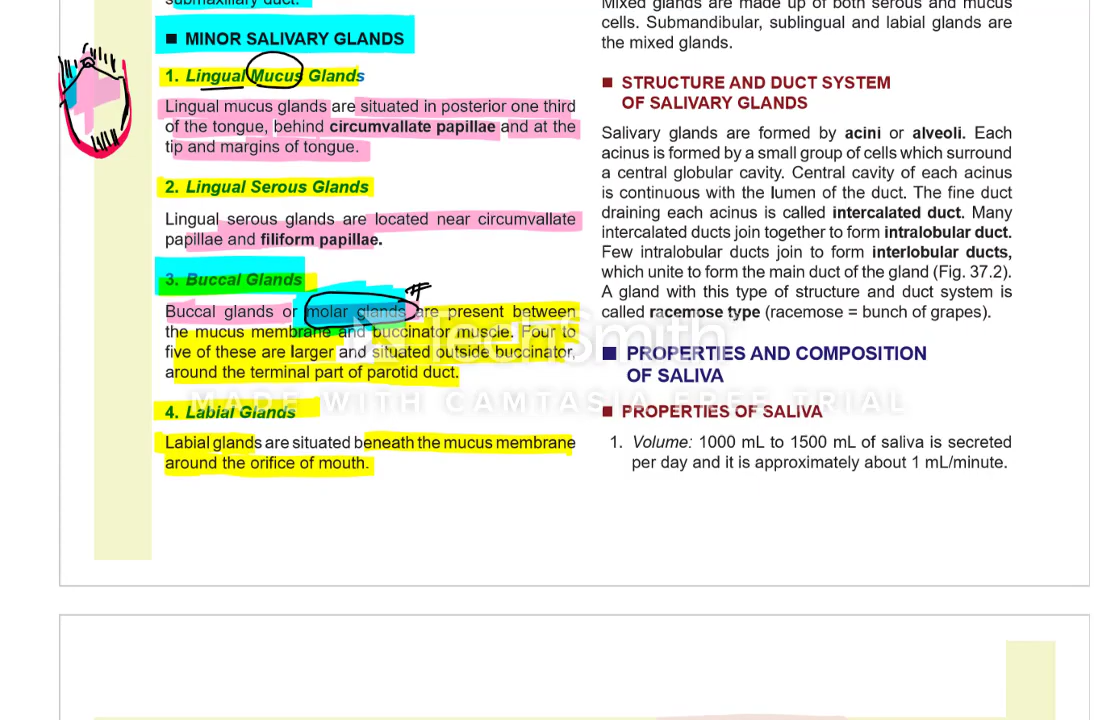 submaxillary duct.
■ MINOR SALIVARY GLANDS
1. Lingual Mucus Glands
Lingual mucus glands are situated in posterior one third
of the tongue, behind circumvallate papillae and at the
tip and margins of tongue.
2. Lingual Serous Glands
Lingual serous glands are located near circumvallate
papillae and filiform papillae.
3. Buccal Glands
Buccal glands or molar glands are present between
the mucus membrane and buccinator muscle. Four to
five of these are larger and situated outside buccinator,
around the terminal part of parotid duct.
4. Labial Glands
Labial glands are situated beneath the mucus membrane
around the orifice of mouth.
Mixed glands are made up of both serous and mucus
cells. Submandibular, sublingual and labial glands are
the mixed glands.
■ STRUCTURE AND DUCT SYSTEM
OF SALIVARY GLANDS
Salivary glands are formed by acini or alveoli. Each
acinus is formed by a small group of cells which surround
a central globular cavity. Central cavity of each acinus
is continuous with the lumen of the duct. The fine duct
draining each acinus is called intercalated duct. Many
intercalated ducts join together to form intralobular duct.
Few intralobular ducts join to form interlobular ducts,
which unite to form the main duct of the gland (Fig. 37.2).
A gland with this type of structure and duct system is
called racemose type (racemose = bunch of grapes).
■ PROPERTIES AND COMPOSITION
OF SALIVA
■ PROPERTIES OF SALIVA
1. Volume: 1000 mL to 1500 mL of saliva is secreted
per day and it is approximately about 1 mL/minute.
TechSmith
MADE WITH CAMTASIA FREE TRIAL